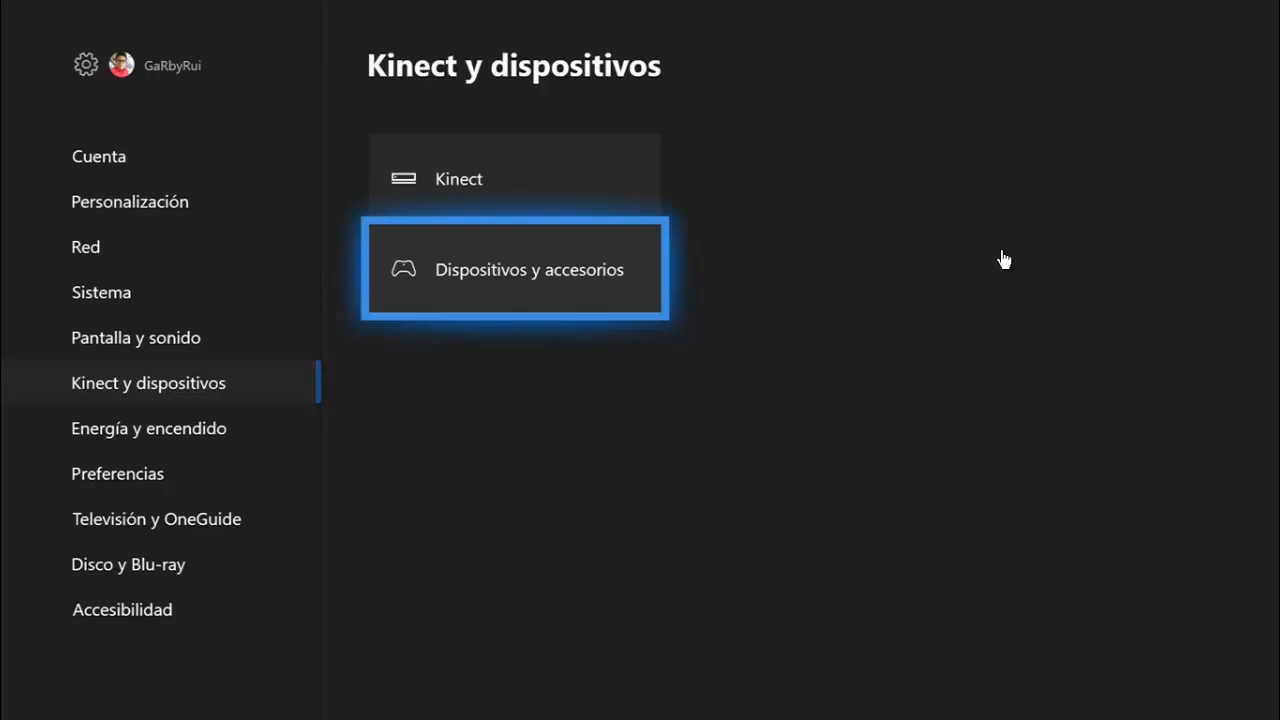 GaRbyRui
Cuenta
Personalización
Red
Sistema
Pantalla y sonido
Kinect y dispositivos
Energía y encendido
Preferencias
Televisión y OneGuide
Disco y Blu-ray
Accesibilidad
Kinect y dispositivos
Kinect
Dispositivos y accesorios